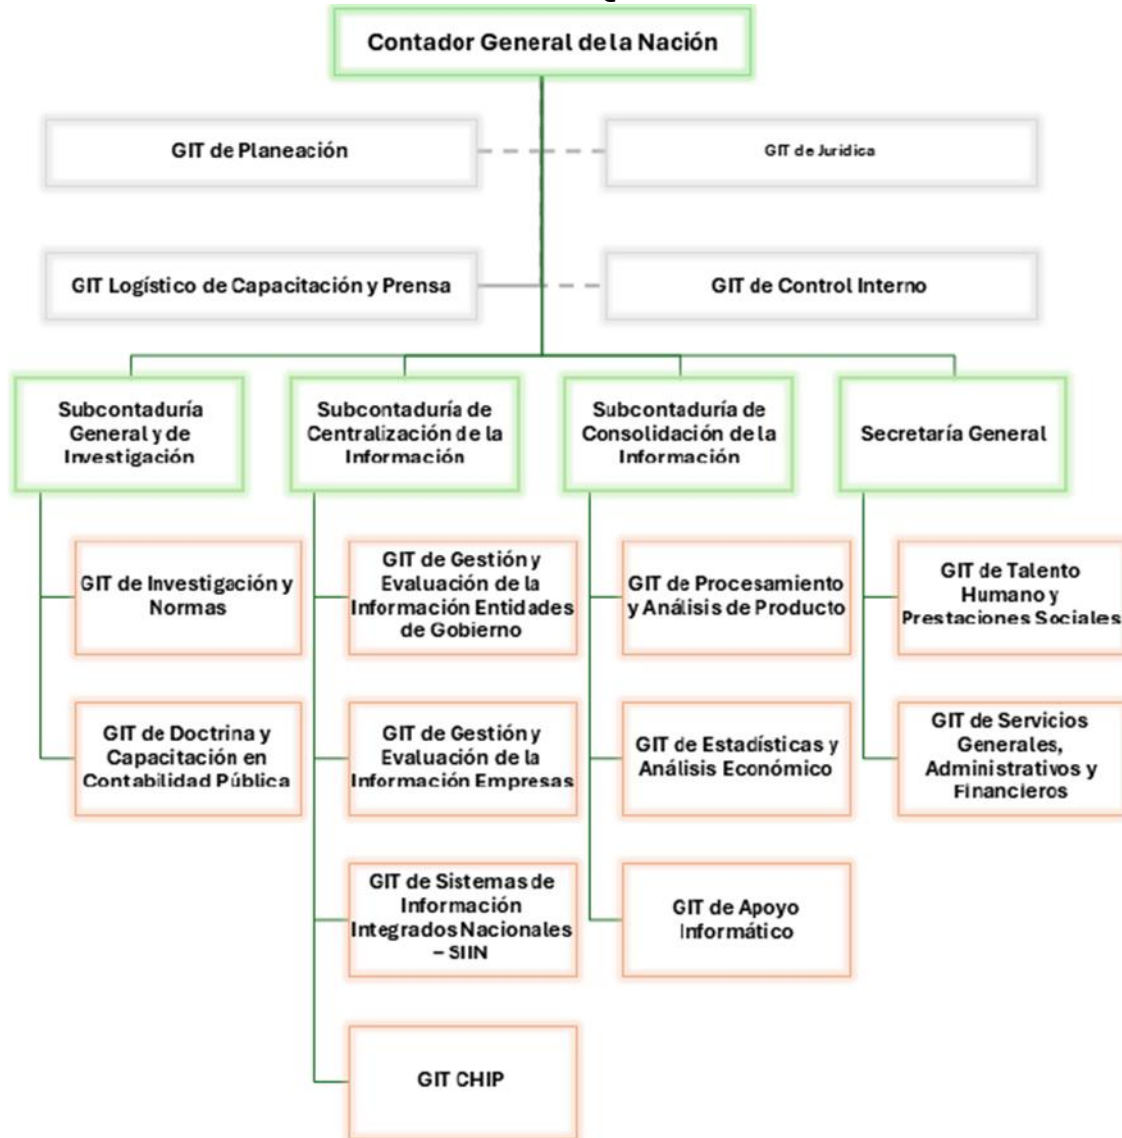 Contador General de la Nación
GIT de Planeación
GIT de Juridica
GIT Logístico de Capacitación y Prensa
GIT de Control Interno
Subcontaduría
General y de
Investigación
Subcontaduría de
Centralización de la
Información
Subcontaduría de
Consolidación de la
Información
Secretaría General
GIT de Investigación y
Normas
GIT de Doctrina y
Capacitación en
Contabilidad Pública
GIT de Gestión y
Evaluación de la
Información Entidades
de Gobierno
GIT de Gestión y
Evaluación de la
Información Empresas
GIT de Sistemas de
Información
Integrados Nacionales
– SIIN
GIT CHIP
GIT de Procesamiento
y Análisis de Producto
GIT de Estadísticas y
Análisis Económico
GIT de Apoyo
Informático
GIT de Talento
Humano y
Prestaciones Sociales
GIT de Servicios
Generales,
Administrativos y
Financieros